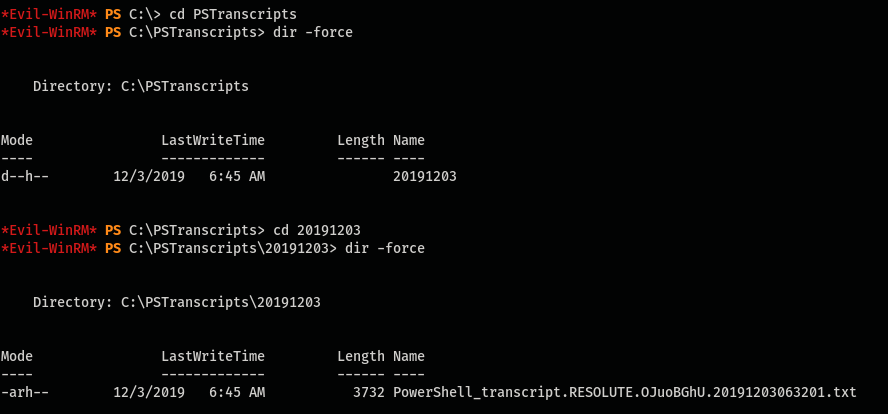 *Evil-WinRM* PS C:\> cd PSTranscripts
*Evil-WinRM* PS C:\PSTranscripts> dir -force
Directory: C:\PSTranscripts
Mode                LastWriteTime         Length Name
----                -------------         ------ ----
d--h--        12/3/2019   6:45 AM                20191203
*Evil-WinRM* PS C:\PSTranscripts> cd 20191203
*Evil-WinRM* PS C:\PSTranscripts\20191203> dir -force
Directory: C:\PSTranscripts\20191203
Mode                LastWriteTime         Length Name
----                -------------         ------ ----
-arh--        12/3/2019   6:45 AM           3732 PowerShell_transcript.RESOLUTE.OJuoBGhU.20191203063201.txt